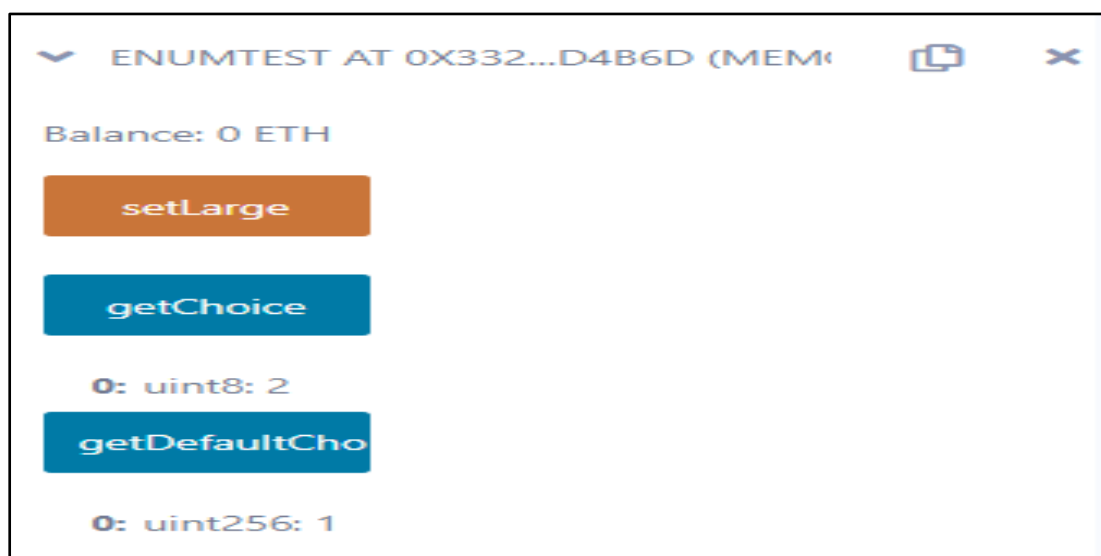 ENUMTEST AT 0X332...D4B6D (MEM
Balance: 0 ETH
setLarge
getChoice
0: uint8: 2
getDefaultCho
0: uint256: 1